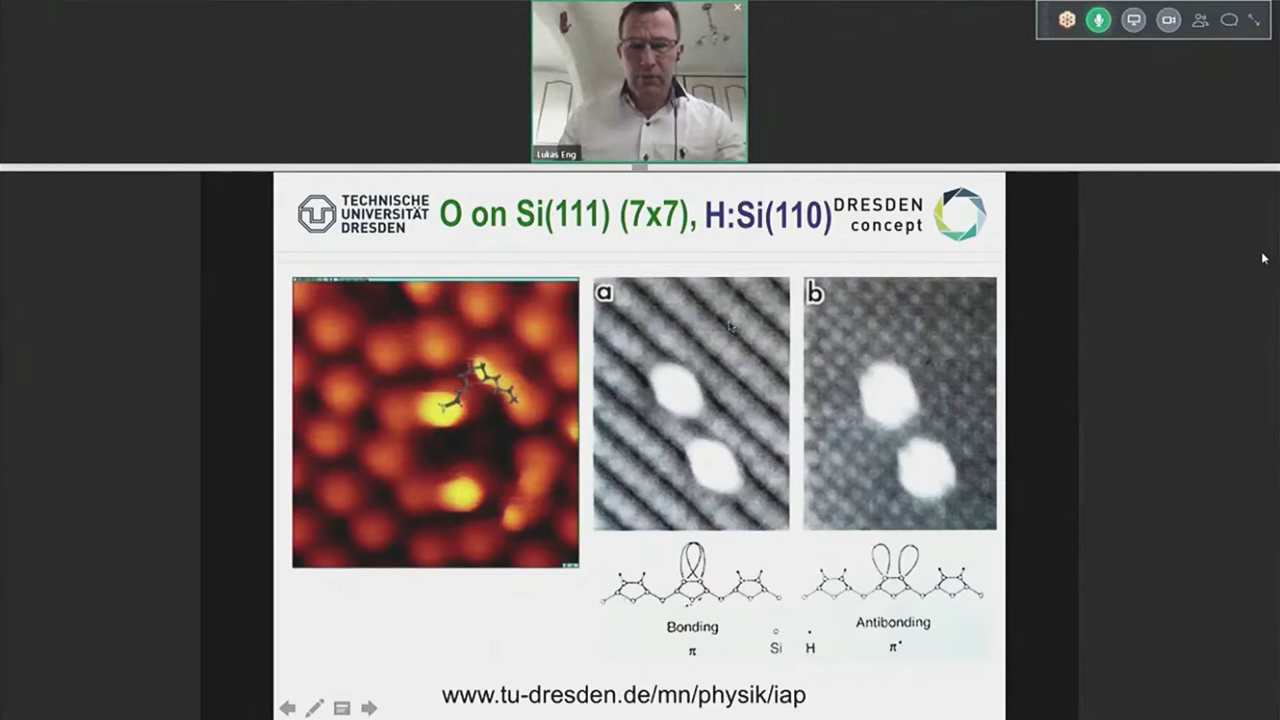 Lukas Eng
TECHNISCHE
UNIVERSITÄT
DRESDEN
O on Si(111) (7x7), H:Si(110)
DRESDEN
concept
a
b
Bonding
π
Si H
Antibonding
π*
www.tu-dresden.de/mn/physik/iap